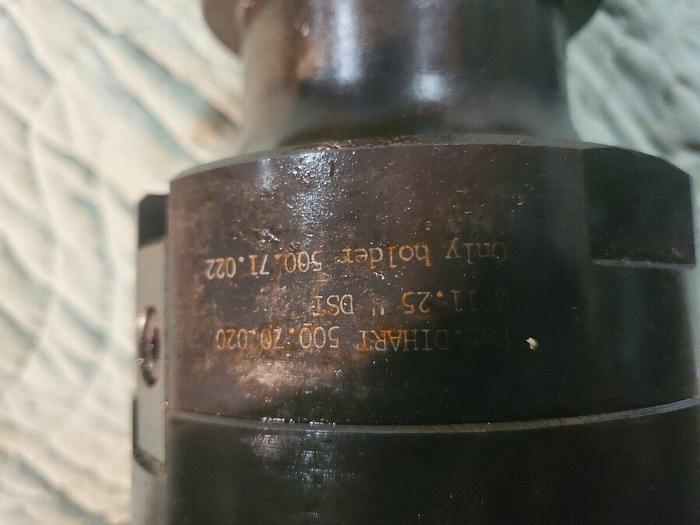 Pat.DIHART 500.70.020
11.25 " DST
Only holder 500.71.022